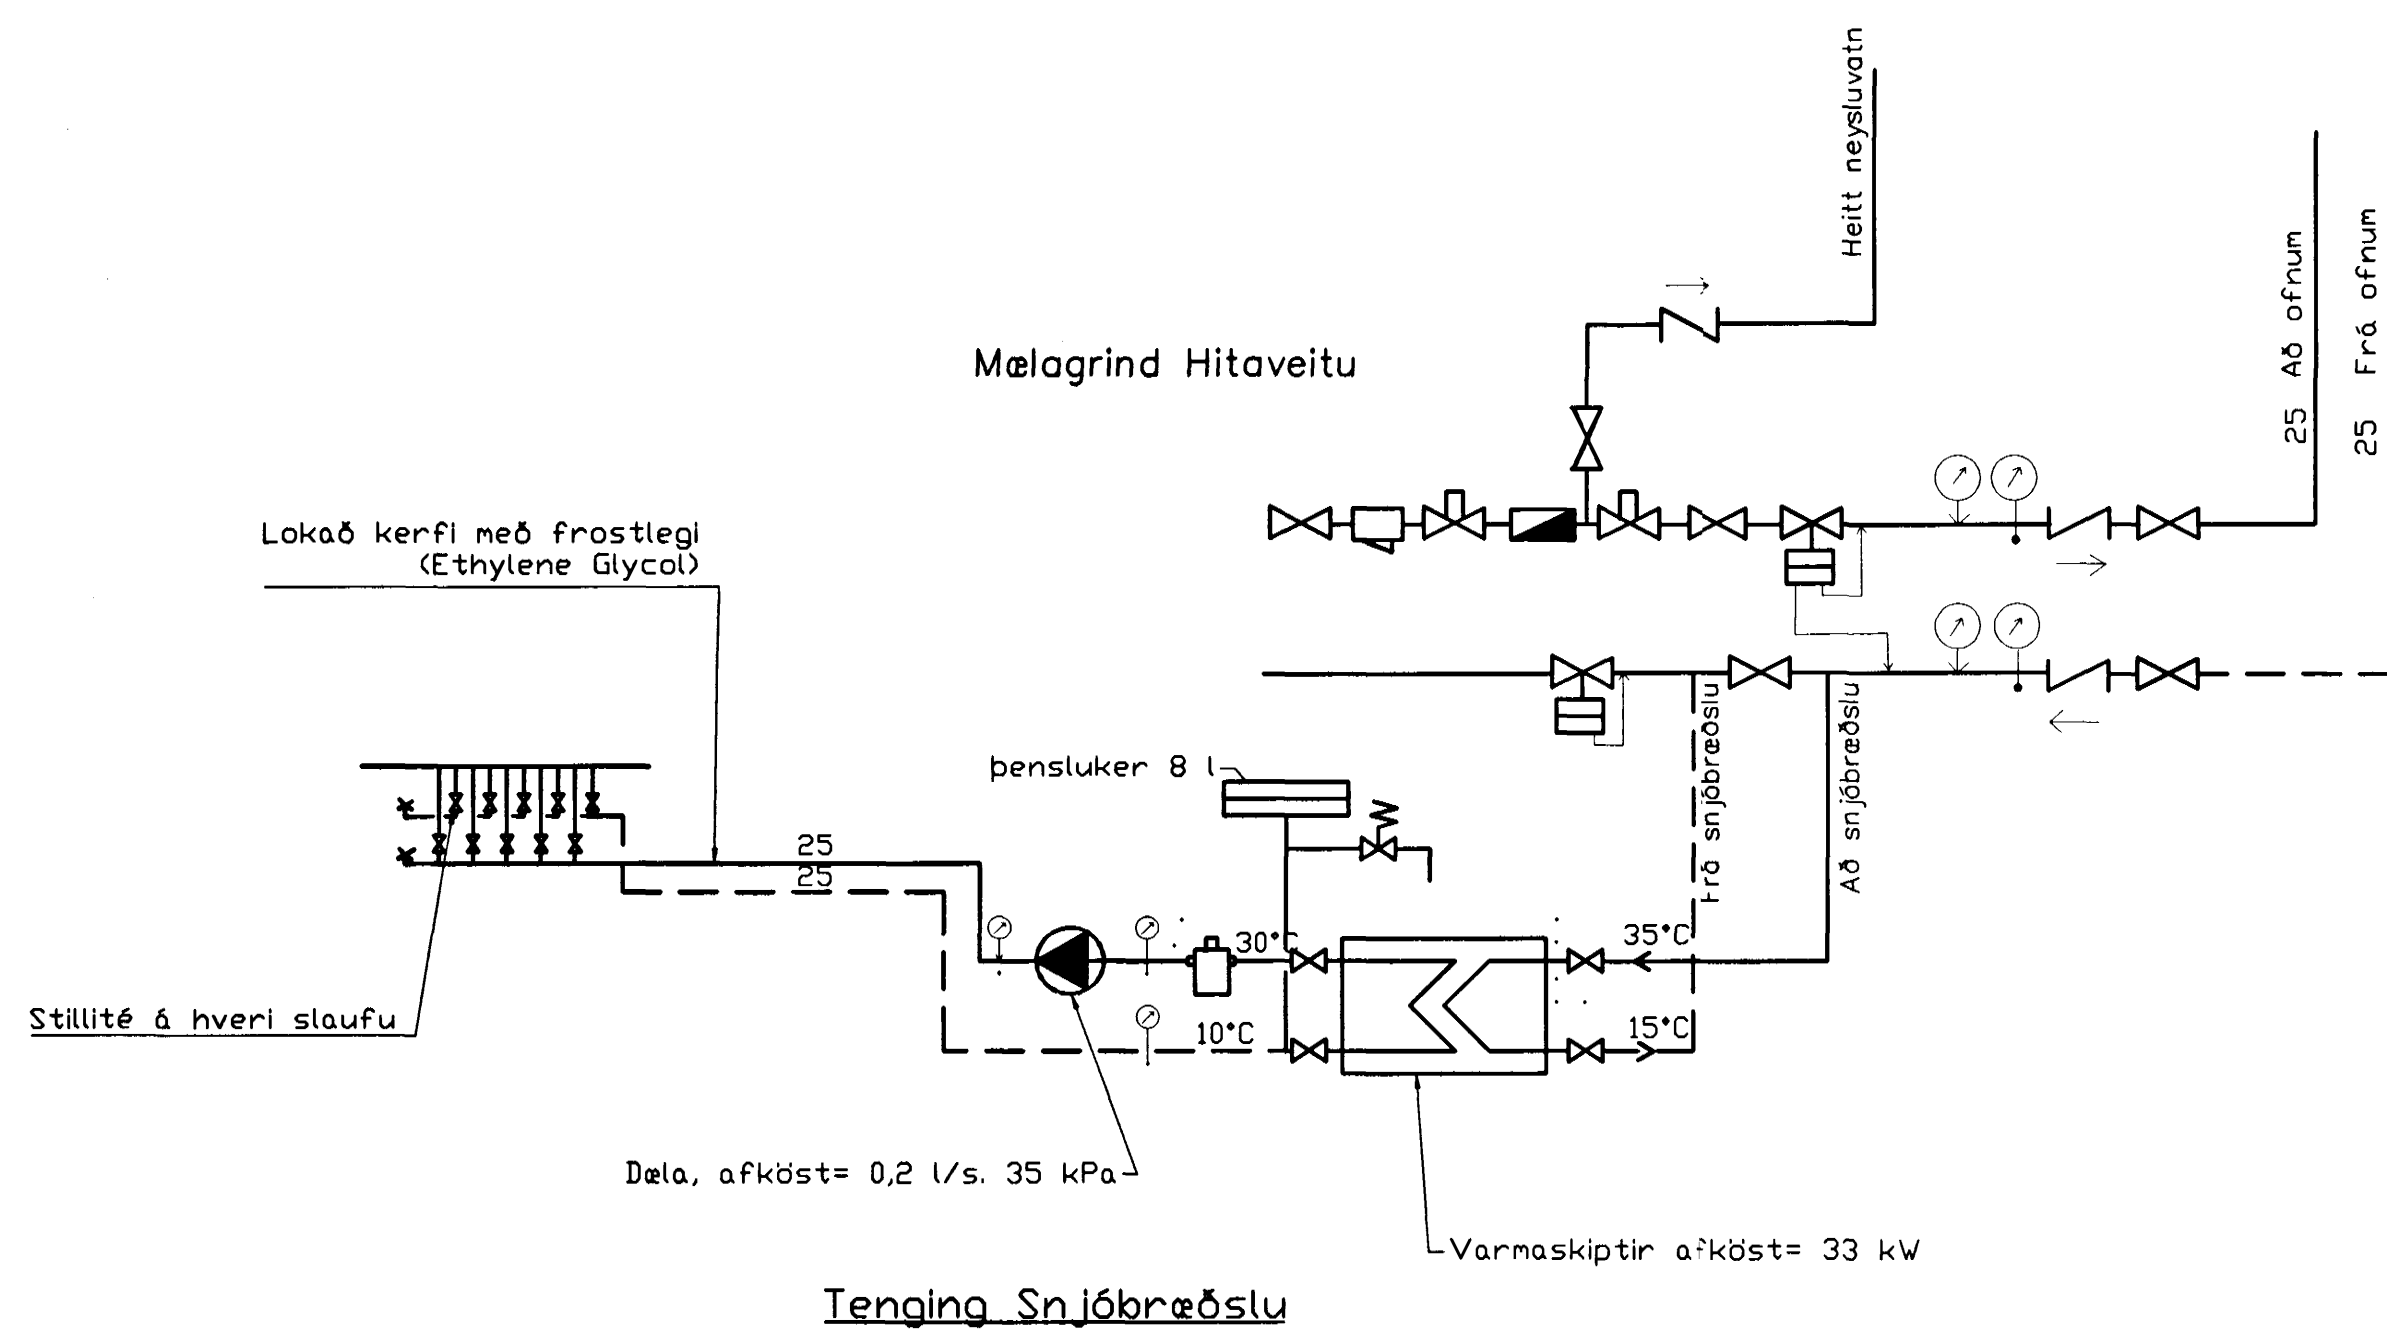 Heitt neysluvatn
25 Að ofnum
25 Frá ofnum
Mælagrind Hitaveitu
Lokað kerfi með frostlegi
(Ethylene Glycol)
Frá snjóbræðslu
Að snjóbræðslu
þensluker 8 l
25
25
30°C
35°C
10°C
15°C
Stillité á hveri slaufu
Dæla, afköst= 0,2 l/s. 35 kPa
Varmaskiptir afköst= 33 kW
Tenging Snjóbræðslu